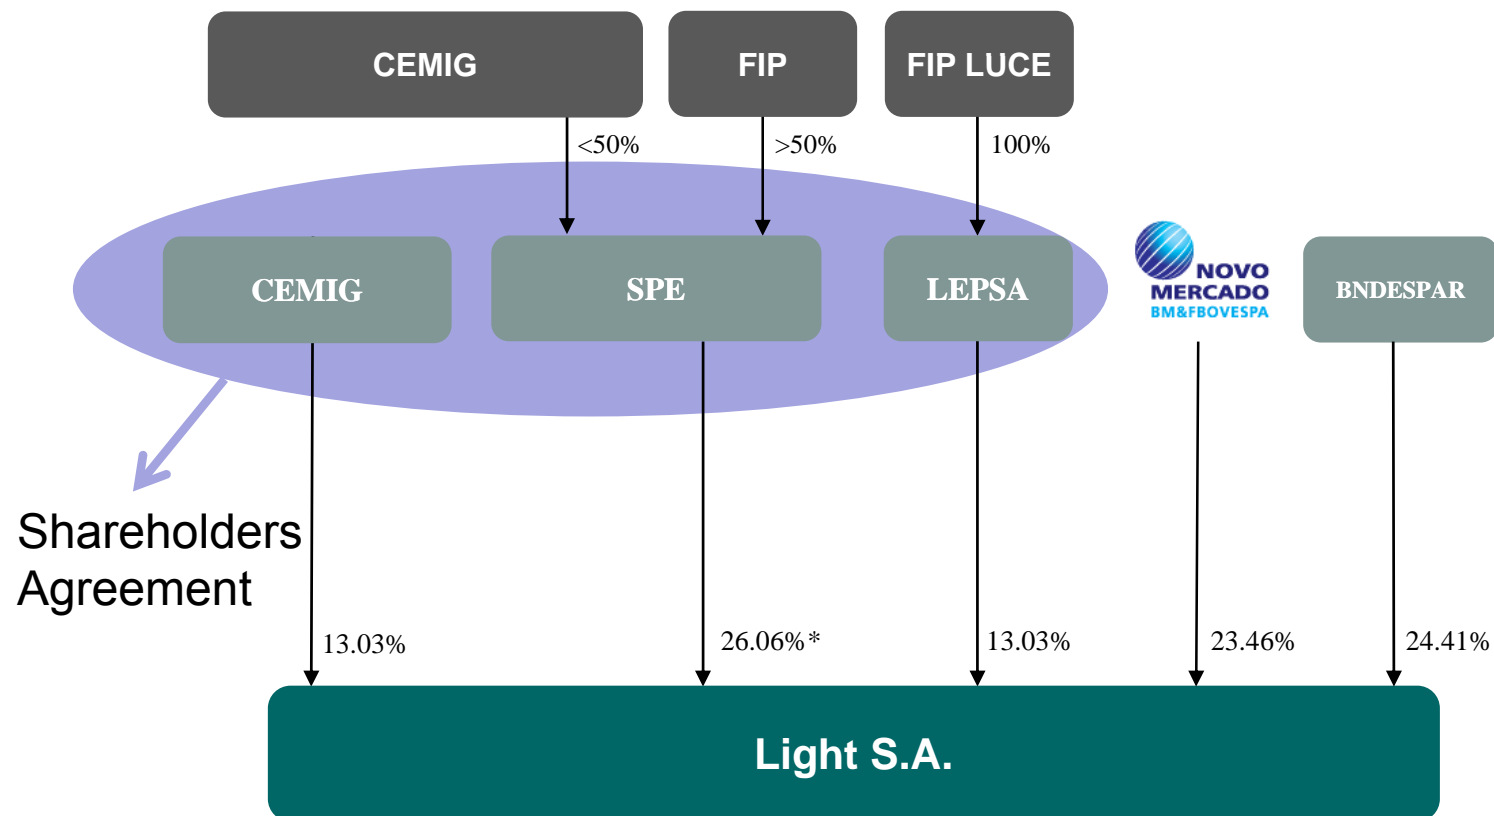 CEMIG
FIP
FIP LUCE
<50%
>50%
100%
CEMIG
SPE
LEPSA
NOVO
MERCADO
BM&FBOVESPA
BNDESPAR
Shareholders
Agreement
13.03%
26.06%*
13.03%
23.46%
24.41%
Light S.A.